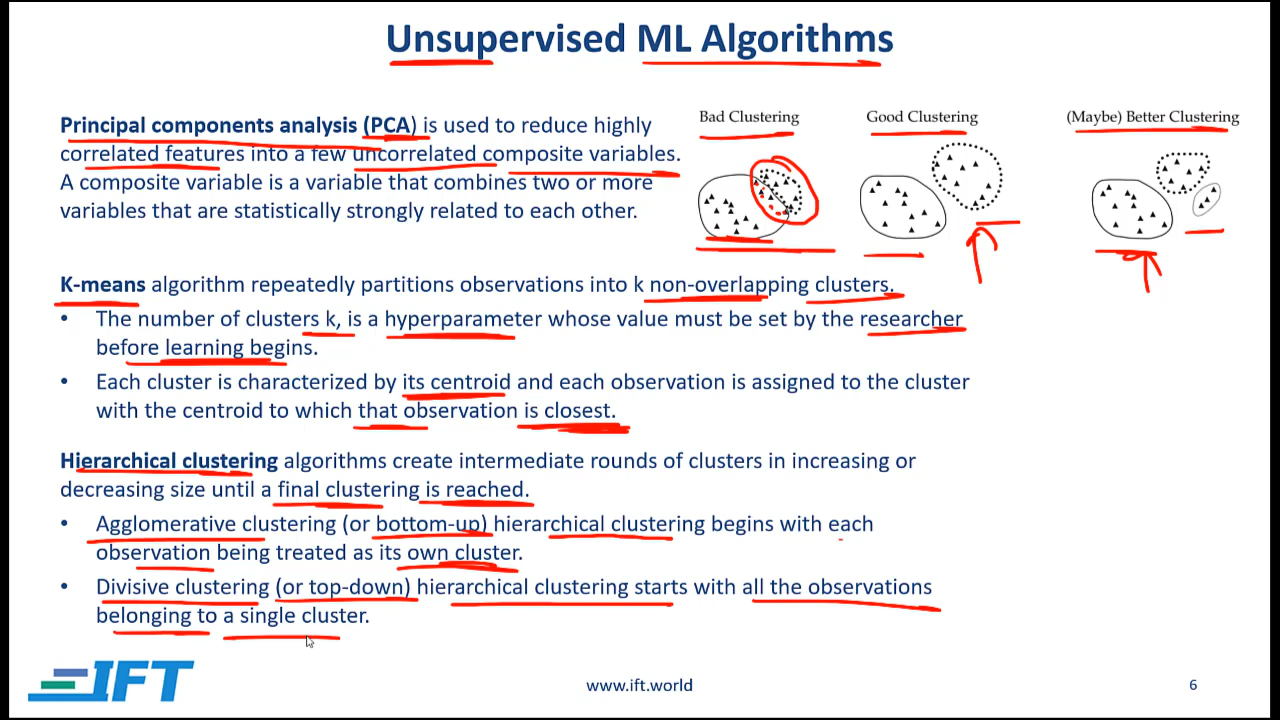 Unsupervised ML Algorithms
Principal components analysis (PCA) is used to reduce highly
correlated features into a few uncorrelated composite variables.
A composite variable is a variable that combines two or more
variables that are statistically strongly related to each other.
Bad Clustering
Good Clustering
(Maybe) Better Clustering
K-means algorithm repeatedly partitions observations into k non-overlapping clusters.
• The number of clusters k, is a hyperparameter whose value must be set by the researcher
before learning begins.
• Each cluster is characterized by its centroid and each observation is assigned to the cluster
with the centroid to which that observation is closest.
Hierarchical clustering algorithms create intermediate rounds of clusters in increasing or
decreasing size until a final clustering is reached.
• Agglomerative clustering (or bottom-up) hierarchical clustering begins with each
observation being treated as its own cluster.
• Divisive clustering (or top-down) hierarchical clustering starts with all the observations
belonging to a single cluster.
IFT
www.ift.world
6